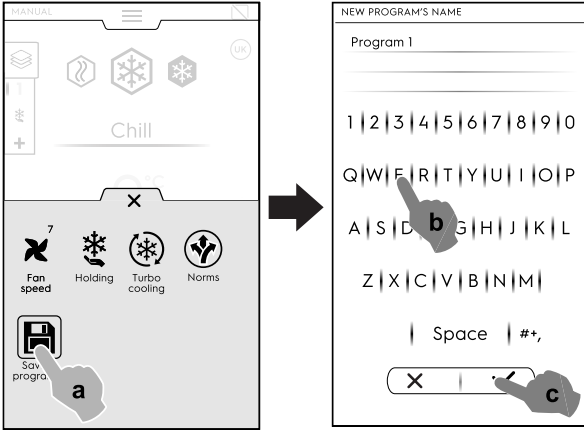 MANUAL
UK
Chill
°C
7
Fan
speed
Holding
Turbo
cooling
Norms
a
NEW PROGRAM'S NAME
Program 1
1 2 3 4 5 6 7 8 9 0
Q W E R T Y U I O P
A S D G H J K L
b
Z X C V B N M
Space #+,
c